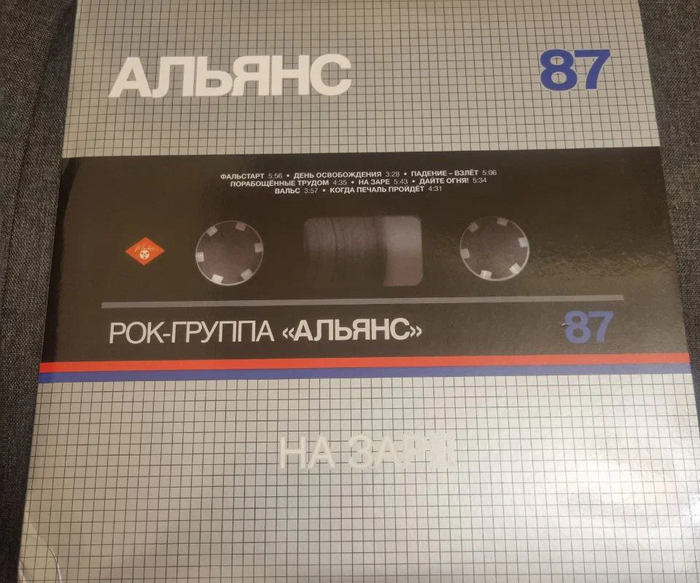 АЛЬЯНС 87
ФАЛЬСТАРТ 5:56 • ДЕНЬ ОСВОБОЖДЕНИЯ 3:28 • ПАДЕНИЕ – ВЗЛЁТ 5:06
ПОРАБОЩЁННЫЕ ТРУДОМ 4:35 • НА ЗАРЕ 5:43 • ДАЙТЕ ОГНЯ! 5:34
ВАЛЬС 3:57 • КОГДА ПЕЧАЛЬ ПРОЙДЁТ 4:31
РОК-ГРУППА «АЛЬЯНС» 87
НА ЗАРЕ